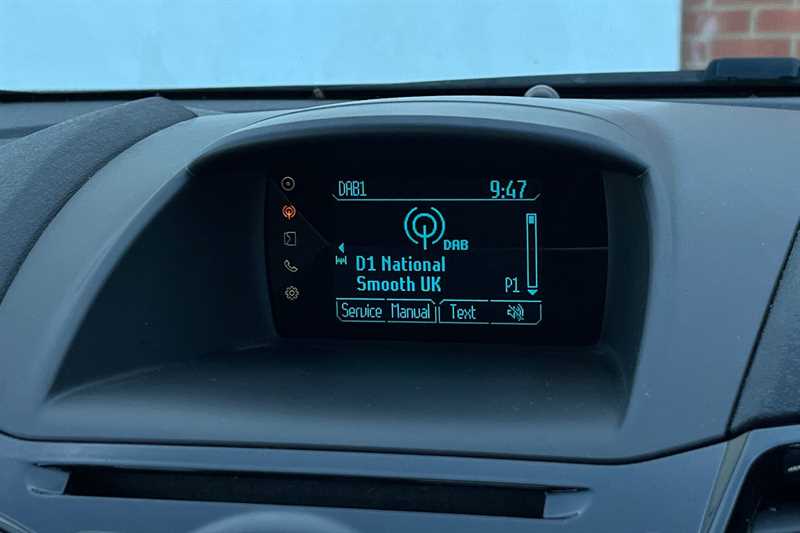 DAB1 9:47
DAB
D1 National
Smooth UK P1
Service Manual Text